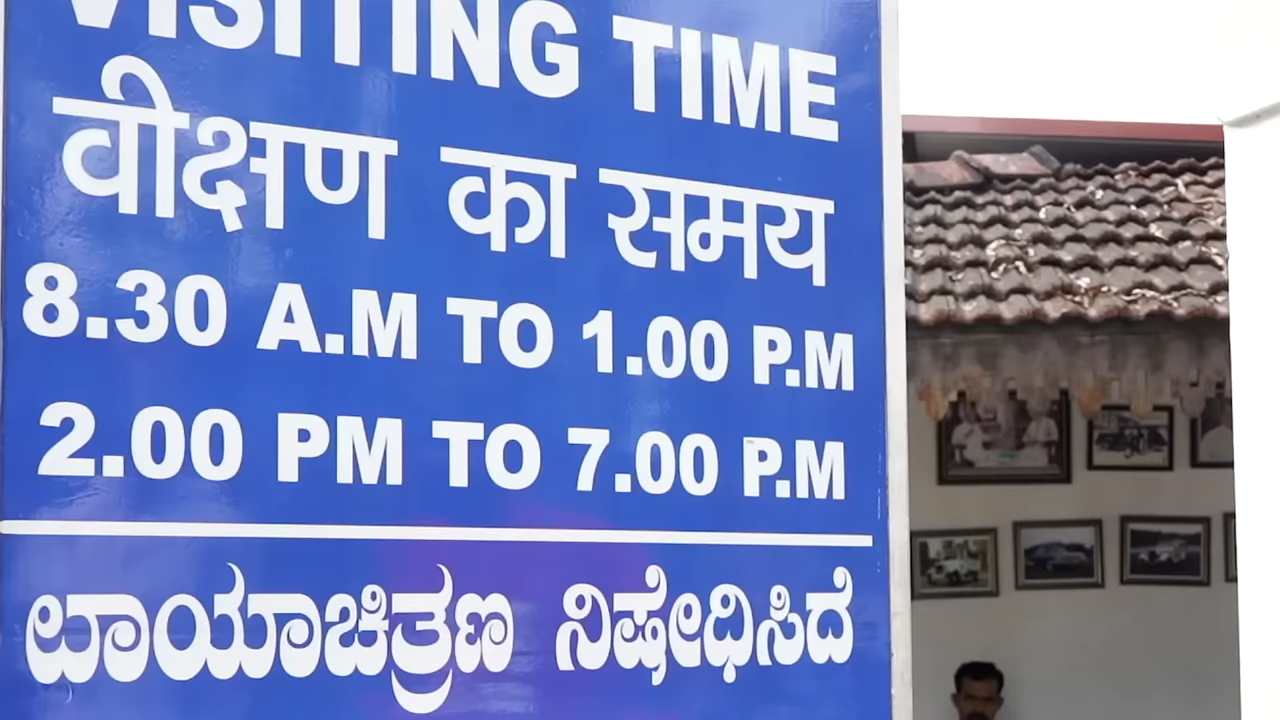 VISITING TIME
वीक्षण का समय
8.30 A.M TO 1.00 P.M
2.00 PM TO 7.00 P.M
ಛಾಯಾಚಿತ್ರಣ ನಿಷೇಧಿಸಿದೆ